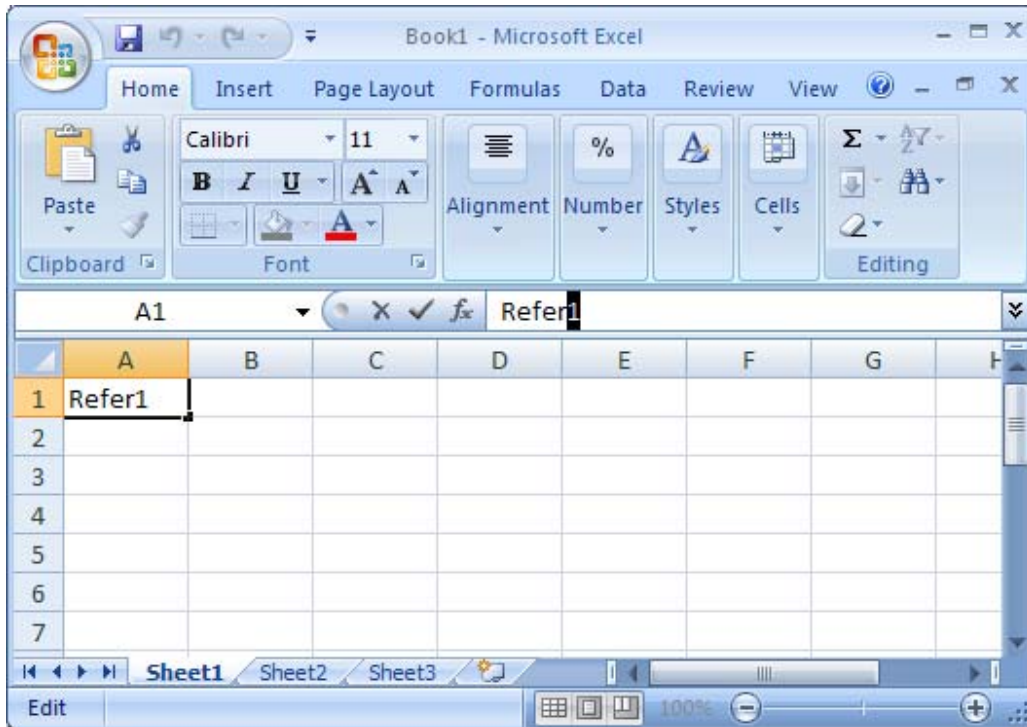 Book1 - Microsoft Excel
Home Insert Page Layout Formulas Data Review View
Calibri 11
B I U A A
Paste
A
% A Σ
Alignment Number Styles Cells
Clipboard Font Editing
A1 fx Refer1
A B C D E F G H
1 Refer1
2
3
4
5
6
7
Sheet1 Sheet2 Sheet3
Edit 100%